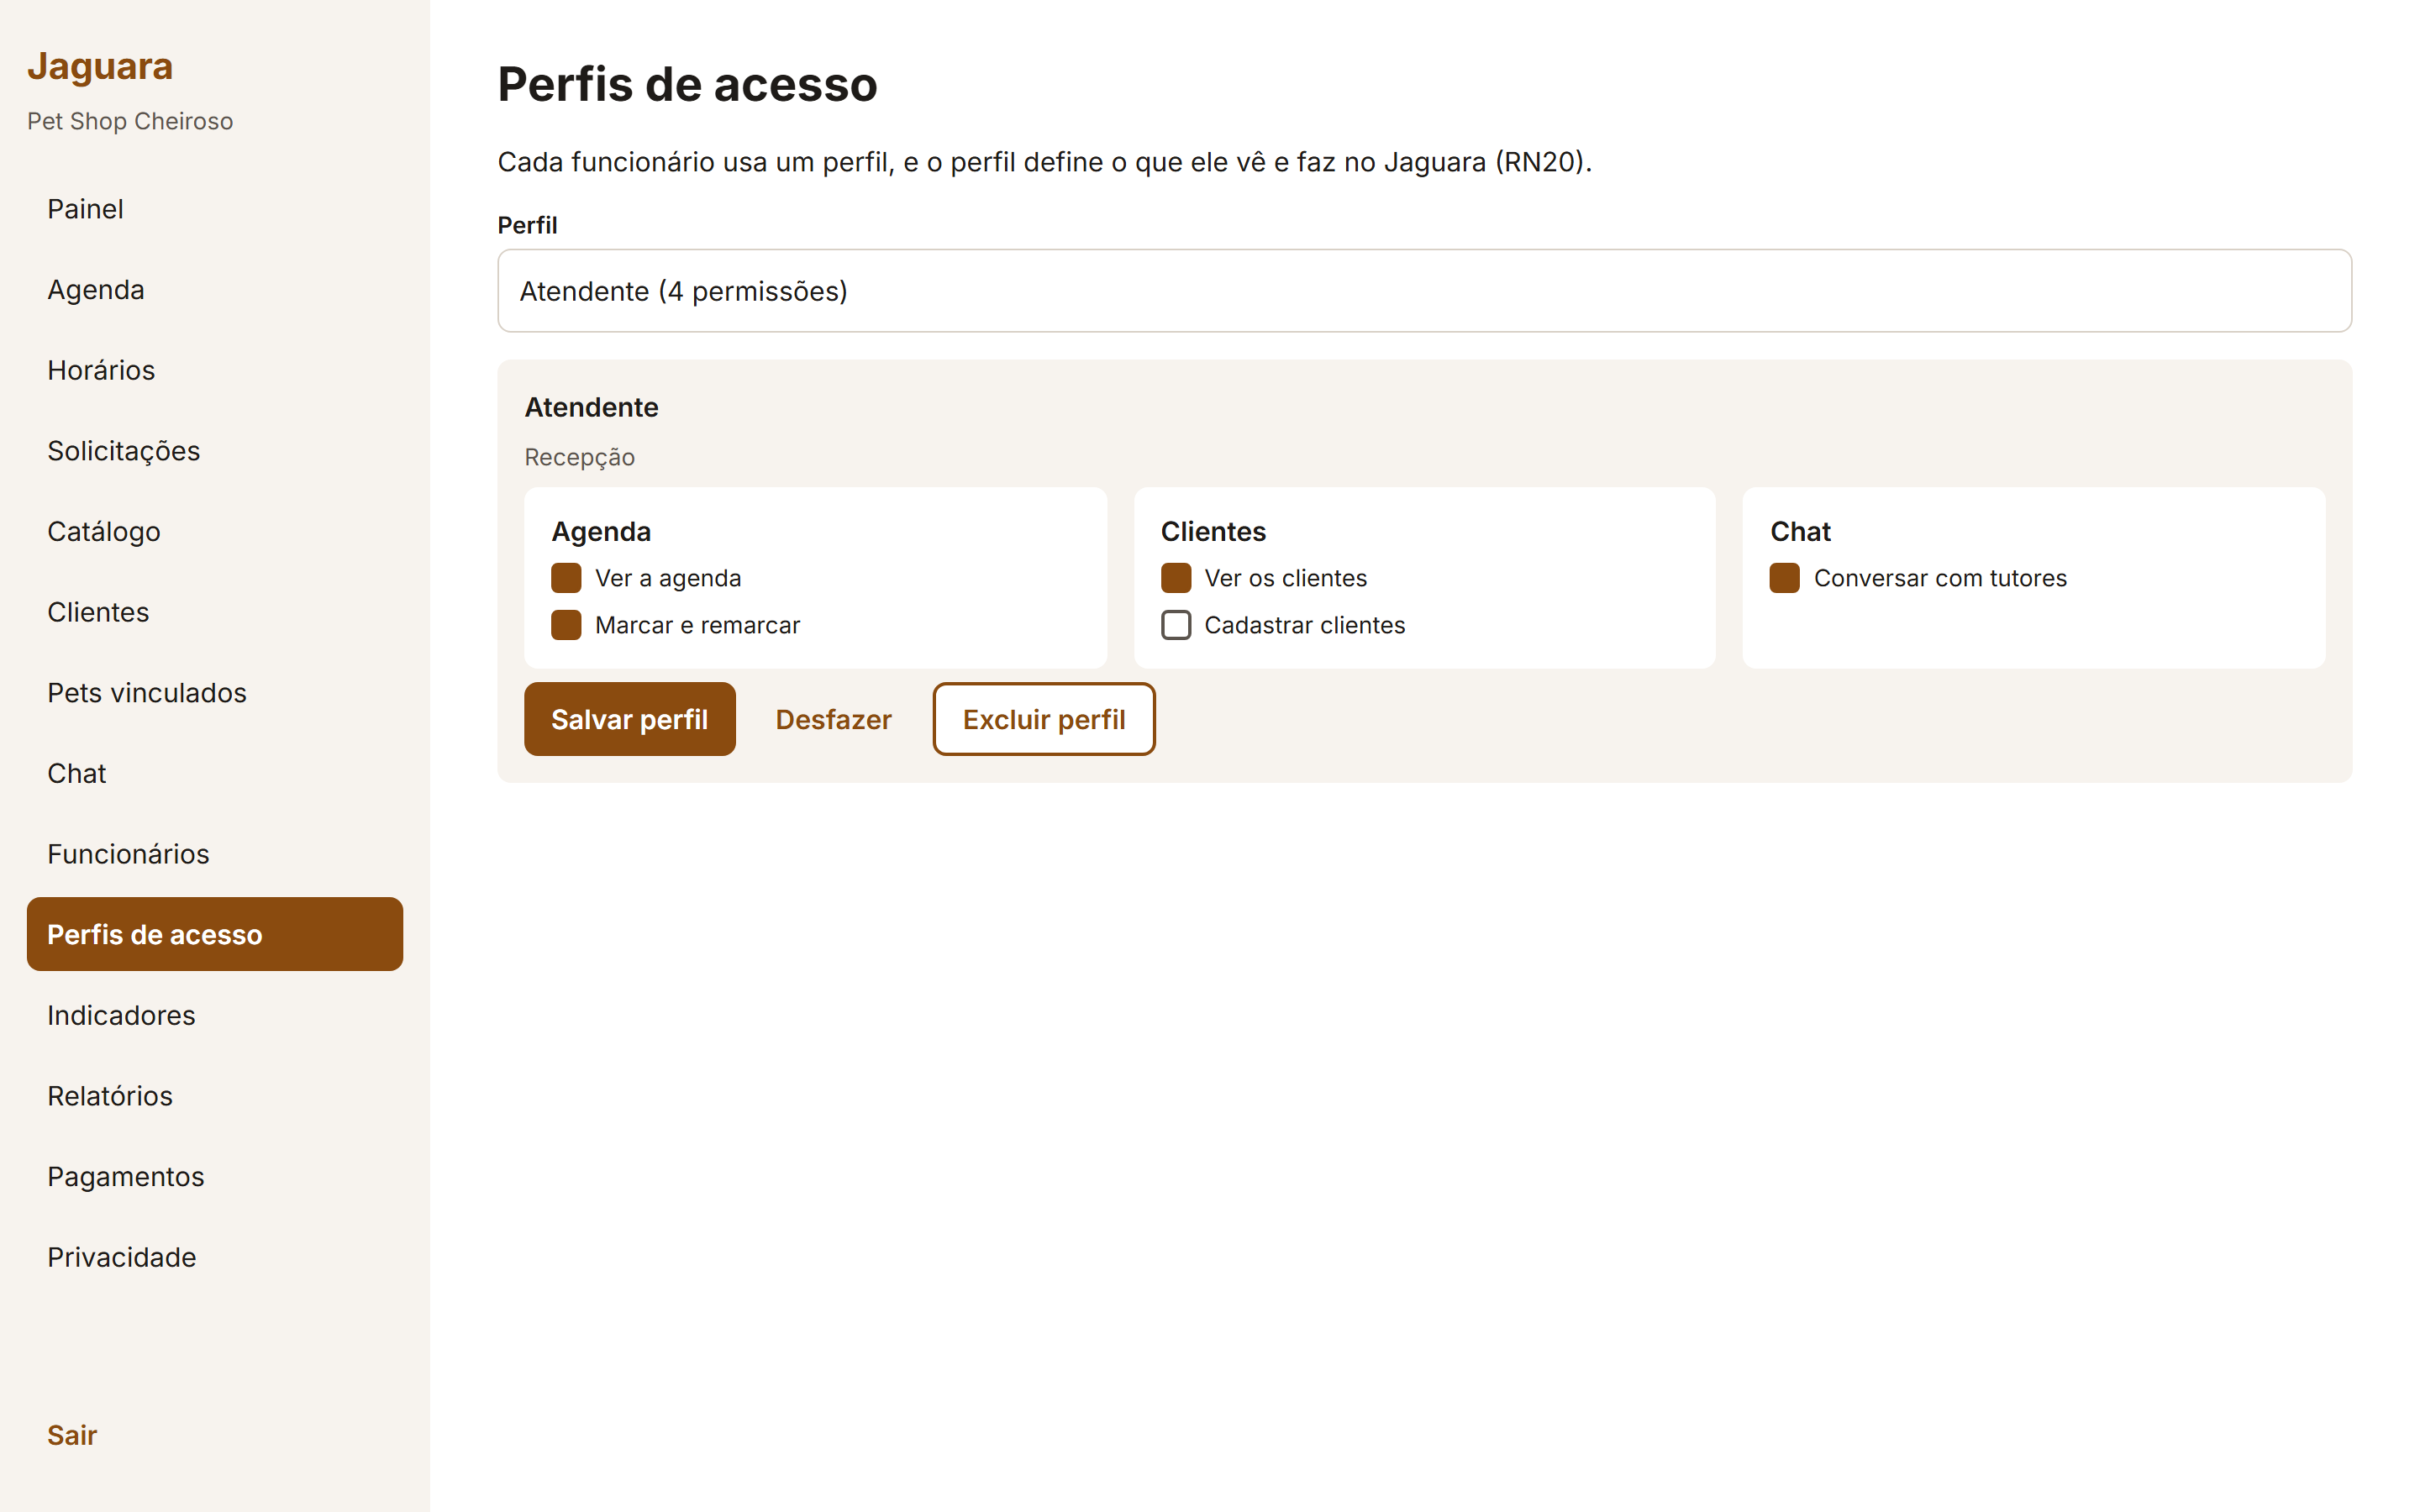 Jaguara
Pet Shop Cheiroso
Painel
Agenda
Horários
Solicitações
Catálogo
Clientes
Pets vinculados
Chat
Funcionários
Perfis de acesso
Indicadores
Relatórios
Pagamentos
Privacidade
Sair
Perfis de acesso
Cada funcionário usa um perfil, e o perfil define o que ele vê e faz no Jaguara (RN20).
Perfil
Atendente (4 permissões)
Atendente
Recepção
Agenda
Ver a agenda
Marcar e remarcar
Clientes
Ver os clientes
Cadastrar clientes
Chat
Conversar com tutores
Salvar perfil
Desfazer
Excluir perfil